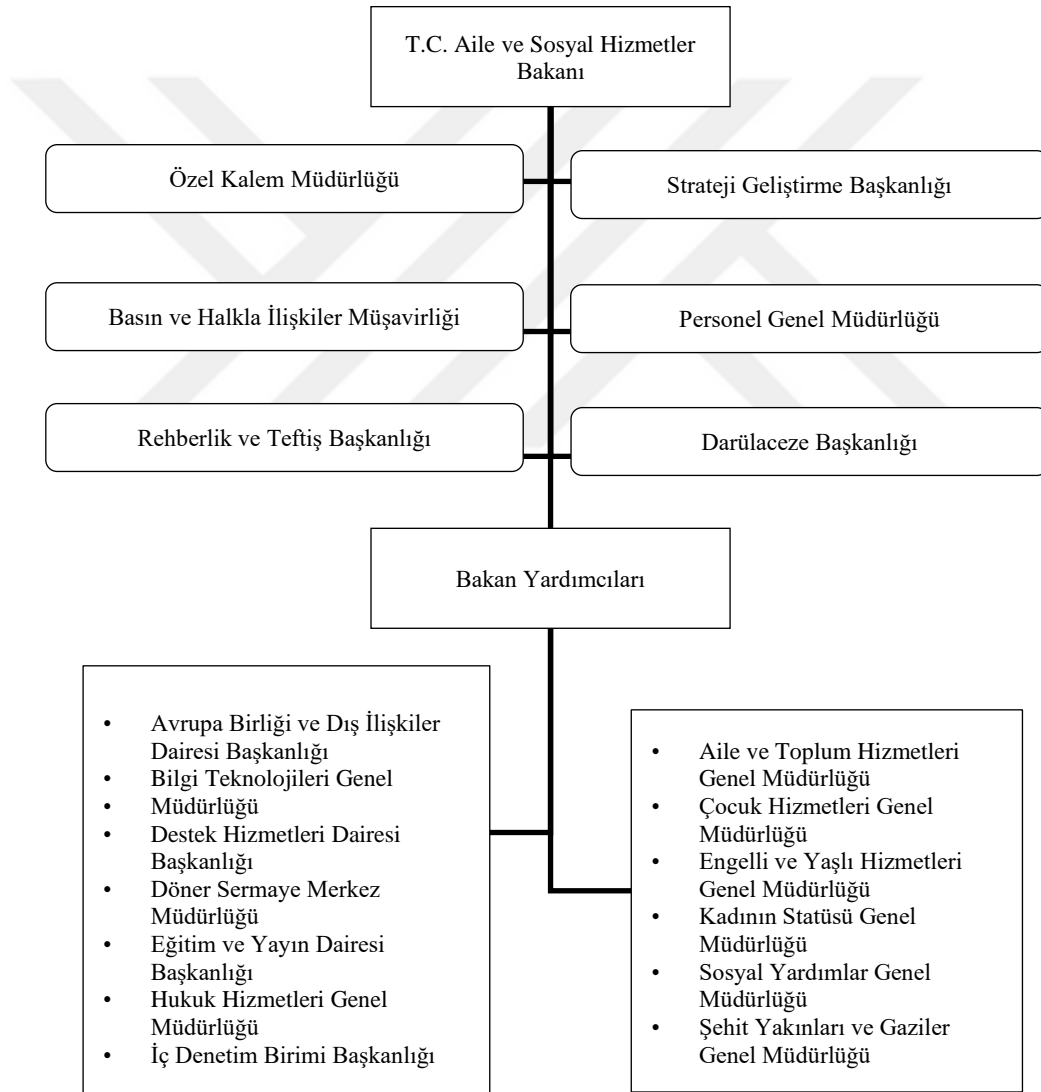 T.C. Aile ve Sosyal Hizmetler
Bakanı
Özel Kalem Müdürlüğü
Strateji Geliştirme Başkanlığı
Basın ve Halkla İlişkiler Müşavirliği
Personel Genel Müdürlüğü
Rehberlik ve Teftiş Başkanlığı
Darülaceze Başkanlığı
Bakan Yardımcıları
• Avrupa Birliği ve Dış İlişkiler
Dairesi Başkanlığı
• Bilgi Teknolojileri Genel
• Müdürlüğü
• Destek Hizmetleri Dairesi
Başkanlığı
• Döner Sermaye Merkez
Müdürlüğü
• Eğitim ve Yayın Dairesi
Başkanlığı
• Hukuk Hizmetleri Genel
Müdürlüğü
• İç Denetim Birimi Başkanlığı
• Aile ve Toplum Hizmetleri
Genel Müdürlüğü
• Çocuk Hizmetleri Genel
Müdürlüğü
• Engelli ve Yaşlı Hizmetleri
Genel Müdürlüğü
• Kadının Statüsü Genel
Müdürlüğü
• Sosyal Yardımlar Genel
Müdürlüğü
• Şehit Yakınları ve Gaziler
Genel Müdürlüğü